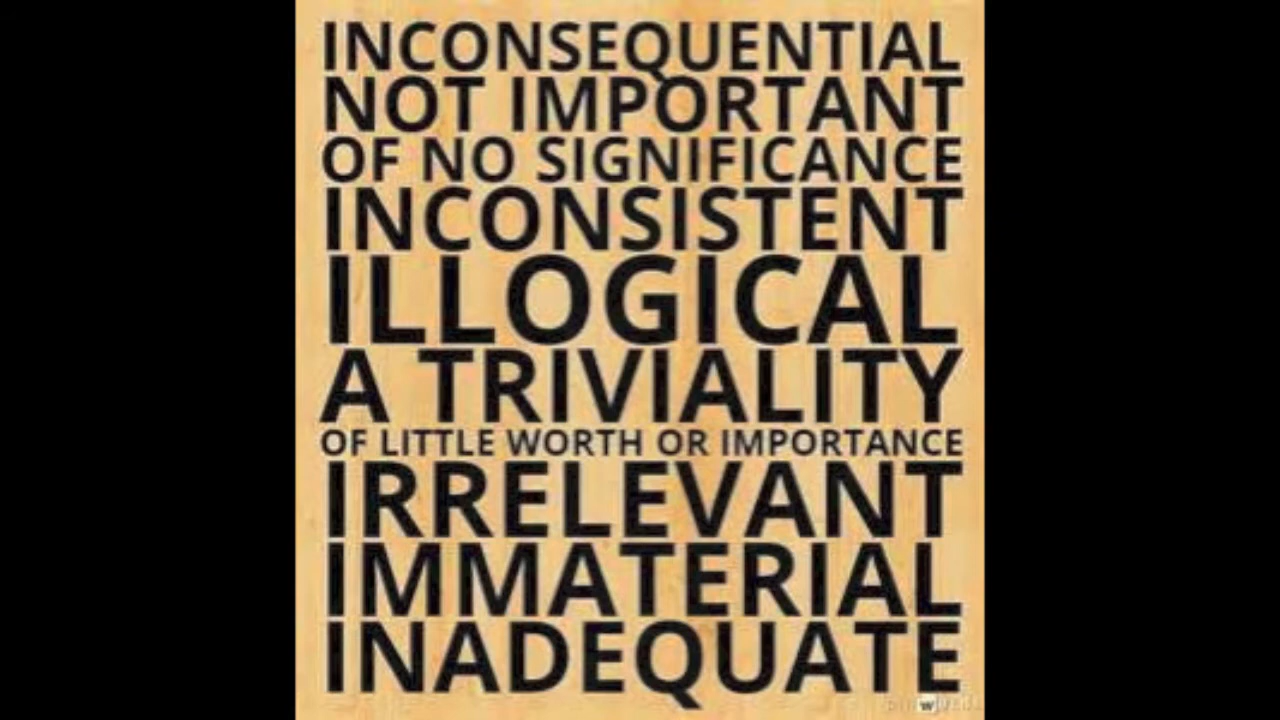 INCONSEQUENTIAL
NOT IMPORTANT
OF NO SIGNIFICANCE
INCONSISTENT
ILLOGICAL
A TRIVIALITY
OF LITTLE WORTH OR IMPORTANCE
IRRELEVANT
IMMATERIAL
INADEQUATE